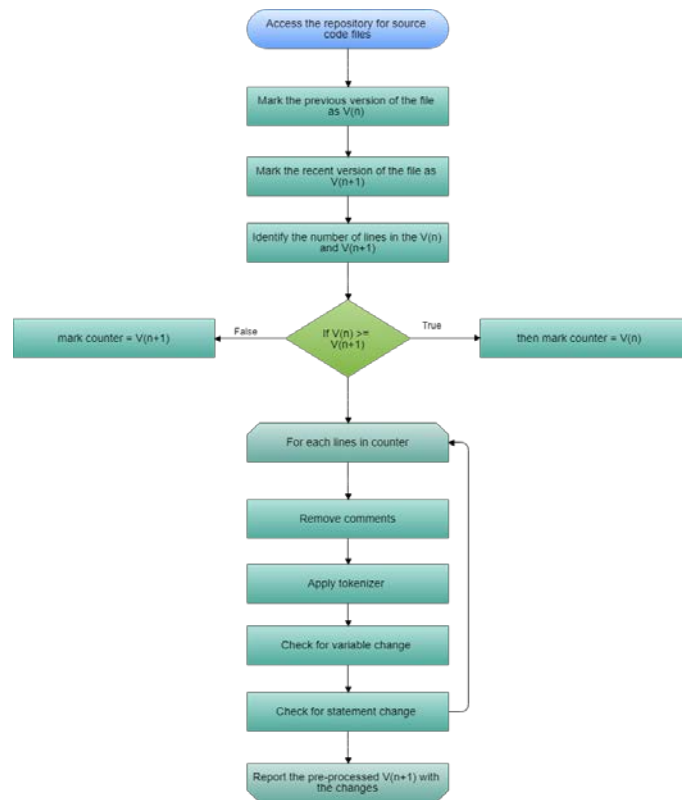 Access the repository for source
code files
Mark the previous version of the file
as V(n)
Mark the recent version of the file as
V(n+1)
Identify the number of lines in the V(n)
and V(n+1)
If V(n) >=
V(n+1)
False
True
mark counter = V(n+1)
then mark counter = V(n)
For each lines in counter
Remove comments
Apply tokenizer
Check for variable change
Check for statement change
Report the pre-processed V(n+1) with
the changes